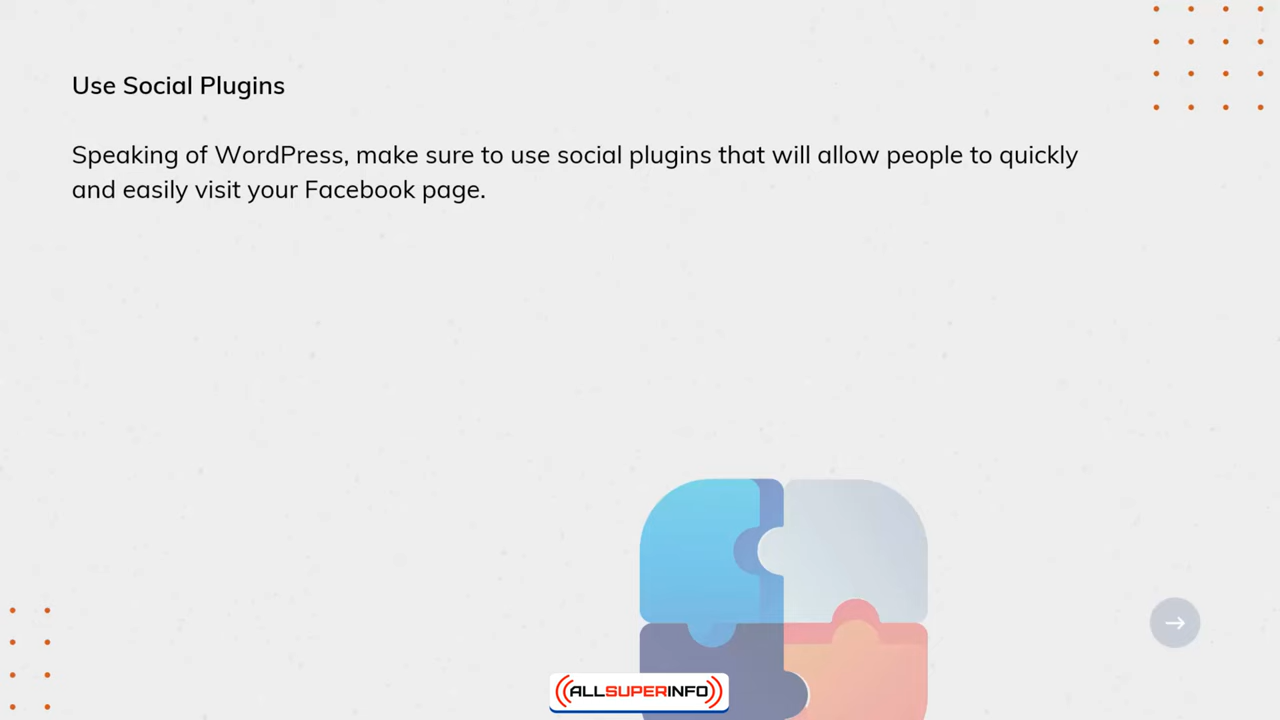 Use Social Plugins
Speaking of WordPress, make sure to use social plugins that will allow people to quickly
and easily visit your Facebook page.
ALLSUPERINFO